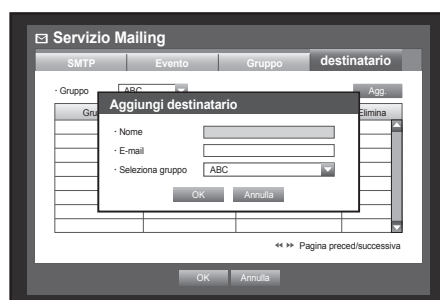 Servizio Mailing
SMTP Evento Gruppo destinatario
· Gruppo ABC Agg.
Elimina
Aggiungi destinatario
· Nome
· E-mail
· Seleziona gruppo ABC
OK Annulla
Pagina preced/successiva
OK Annulla